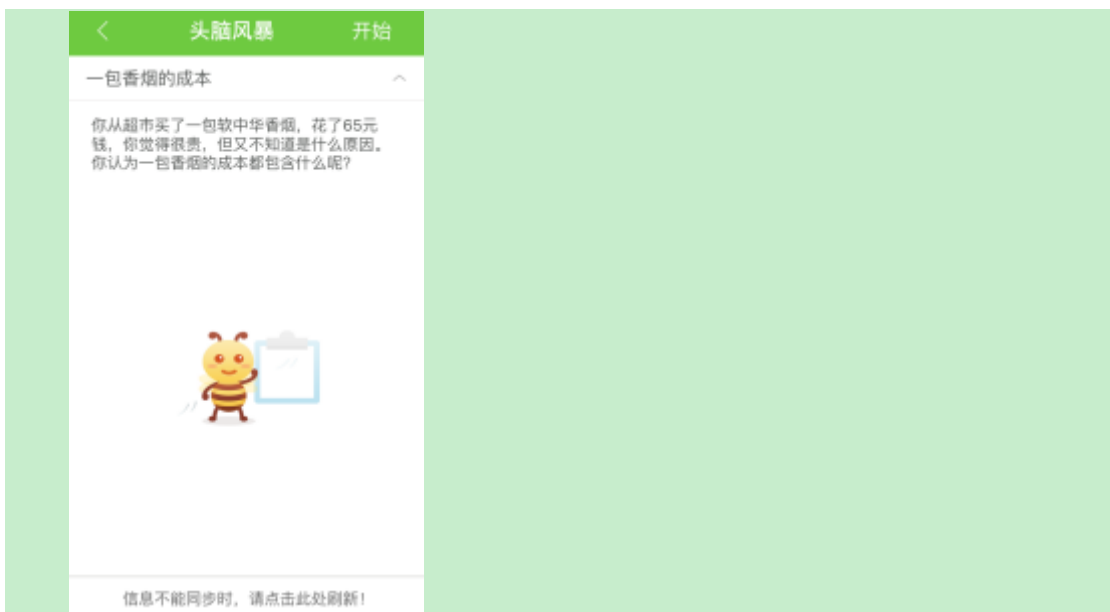 头脑风暴 开始
一包香烟的成本
你从超市买了一包软中华香烟，花了65元
钱，你觉得很贵，但又不知道是什么原因。
你认为一包香烟的成本都包含什么呢？
信息不能同步时，请点击此处刷新！